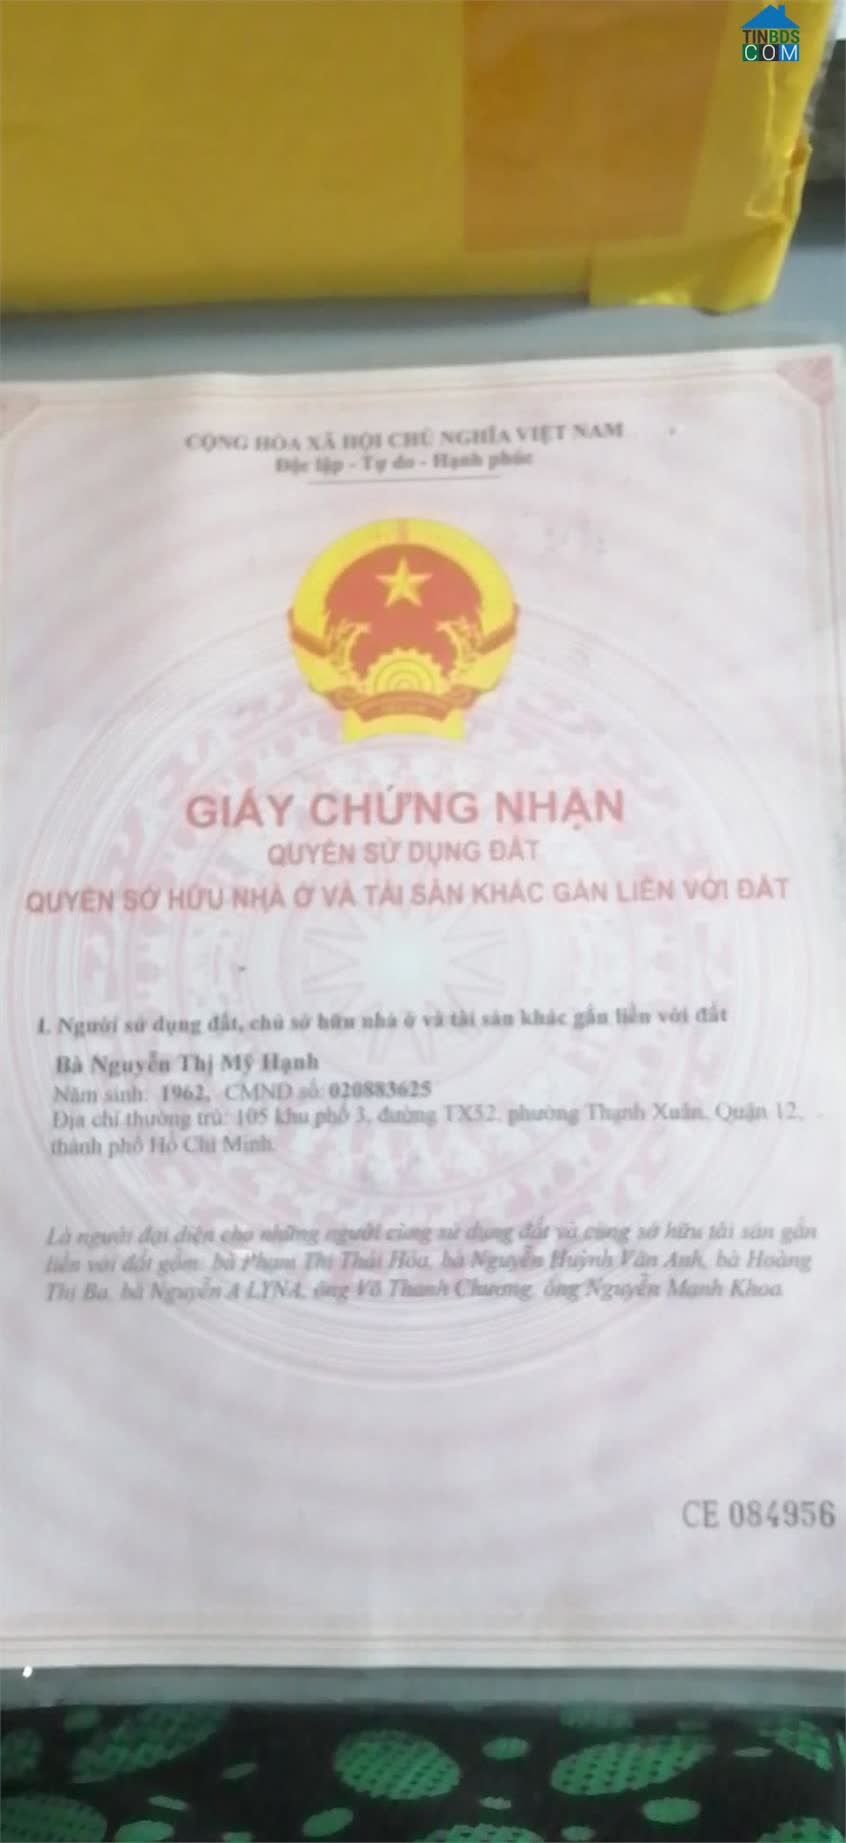 TINBDS
COM
CỘNG HÒA XÃ HỘI CHỦ NGHĨA VIỆT NAM
Độc lập - Tự do - Hạnh phúc
GIẤY CHỨNG NHẬN
QUYỀN SỬ DỤNG ĐẤT
QUYỀN SỞ HỮU NHÀ Ở VÀ TÀI SẢN KHÁC GẮN LIỀN VỚI ĐẤT
I. Người sử dụng đất, chủ sở hữu nhà ở và tài sản khác gắn liền với đất
Bà Nguyễn Thị Mỹ Hạnh
Năm sinh: 1962, CMND số: 020883625
Địa chỉ thường trú: 105 khu phố 3, đường TX52, phường Thạnh Xuân, Quận 12,
thành phố Hồ Chí Minh.
Là người đại diện cho những người cùng sử dụng đất và cùng sở hữu tài sản gắn
liền với đất gồm: bà Phạm Thị Thái Hòa, bà Nguyễn Huỳnh Vân Anh, bà Hoàng
Thị Ba, bà Nguyễn A LYNA, ông Võ Thanh Chương, ông Nguyễn Mạnh Khoa.
CE 084956